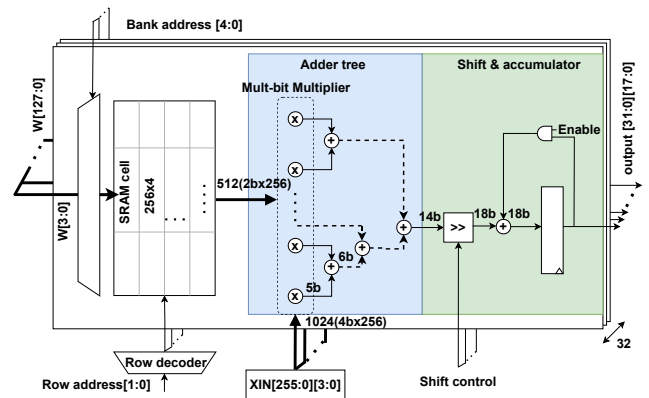 Bank address [4:0]
Adder tree
Shift & accumulator
Mult-bit Multiplier
W[127:0]
W[3:0]
SRAM cell
256x4
512(2bx256)
x
x
x
x
+
+
+
+
5b
6b
14b
>>
18b
+
18b
Enable
output [31:0][17:0]
1024(4bx256)
32
Row decoder
Row address[1:0]
XIN[255:0][3:0]
Shift control